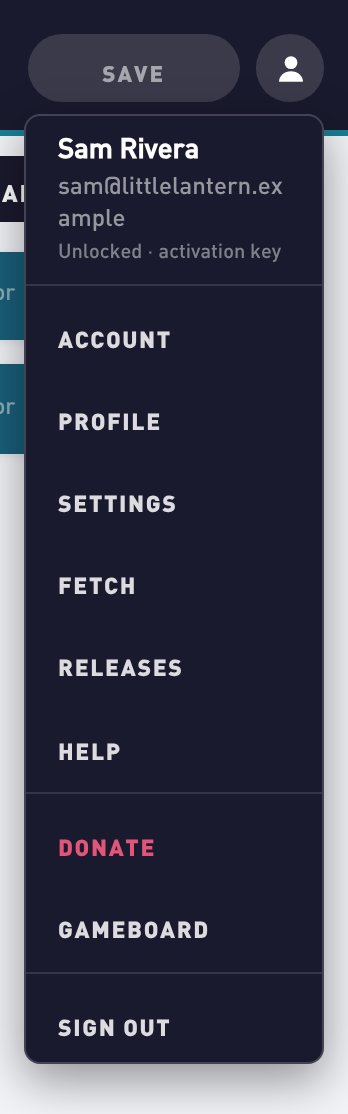 SAVE
Sam Rivera
sam@littlelantern.ex
ample
Unlocked · activation key
ACCOUNT
PROFILE
SETTINGS
FETCH
RELEASES
HELP
DONATE
GAMEBOARD
SIGN OUT